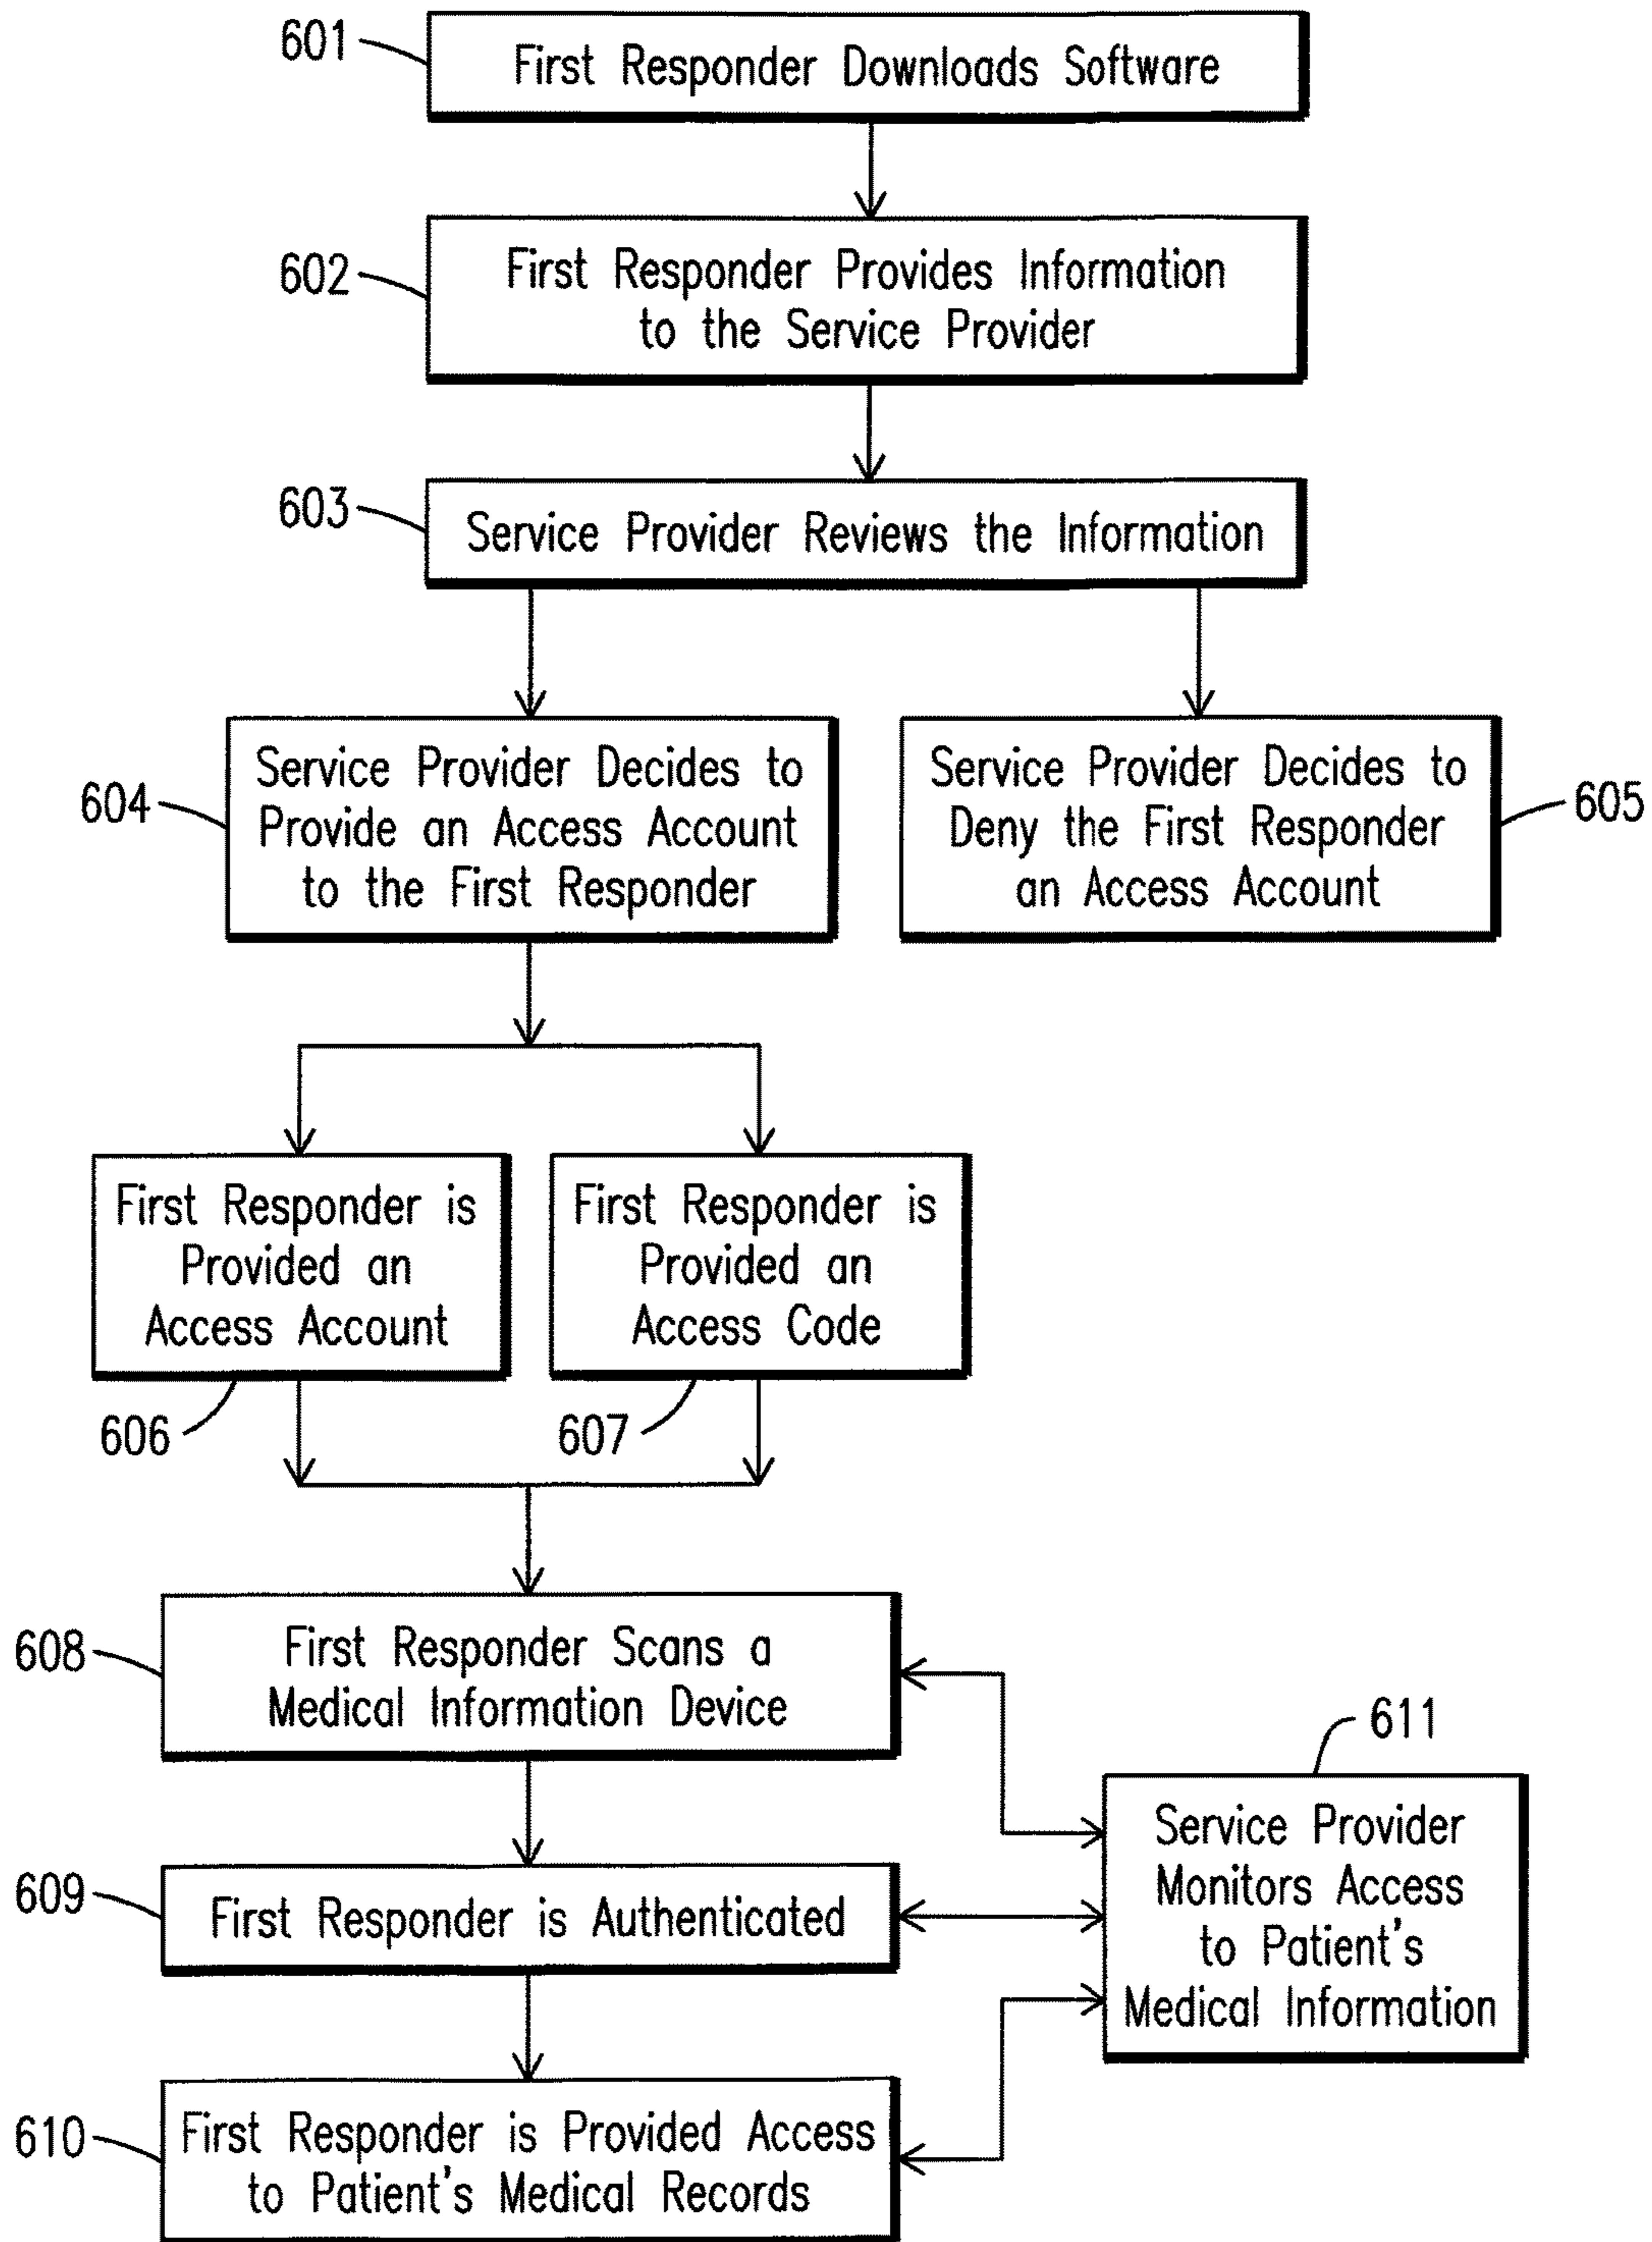 601
First Responder Downloads Software
602
First Responder Provides Information
to the Service Provider
603
Service Provider Reviews the Information
604
Service Provider Decides to
Provide an Access Account
to the First Responder
Service Provider Decides to
Deny the First Responder
an Access Account
605
First Responder is
Provided an
Access Account
606
First Responder is
Provided an
Access Code
607
608
First Responder Scans a
Medical Information Device
611
Service Provider
Monitors Access
to Patient's
Medical Information
609
First Responder is Authenticated
610
First Responder is Provided Access
to Patient's Medical Records